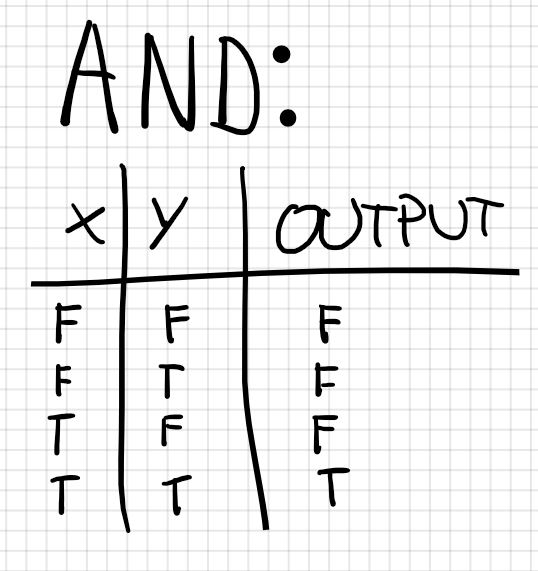 AND:
X Y OUTPUT
F F F
F T F
T F F
T T T